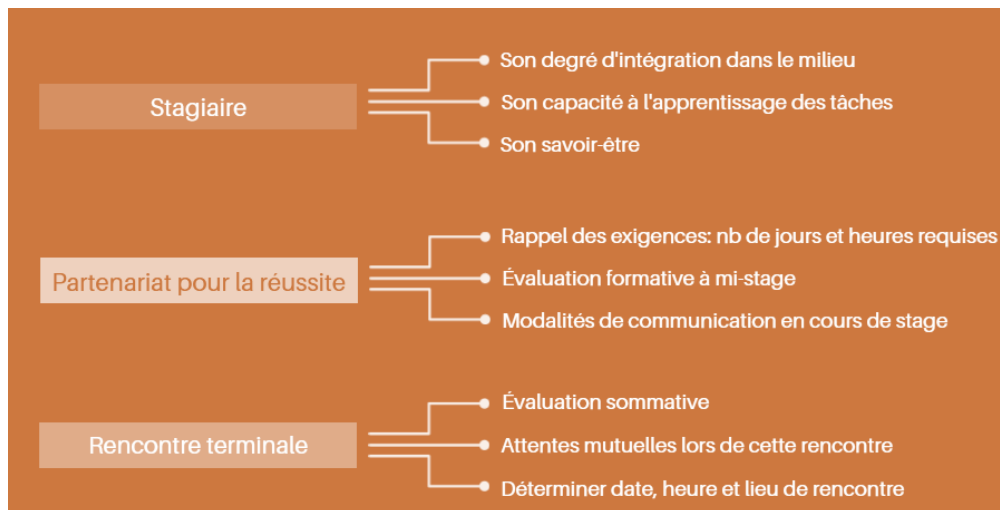 Stagiaire
Son degré d'intégration dans le milieu
Son capacité à l'apprentissage des tâches
Son savoir-être
Partenariat pour la réussite
Rappel des exigences: nb de jours et heures requises
Évaluation formative à mi-stage
Modalités de communication en cours de stage
Rencontre terminale
Évaluation sommative
Attentes mutuelles lors de cette rencontre
Déterminer date, heure et lieu de rencontre